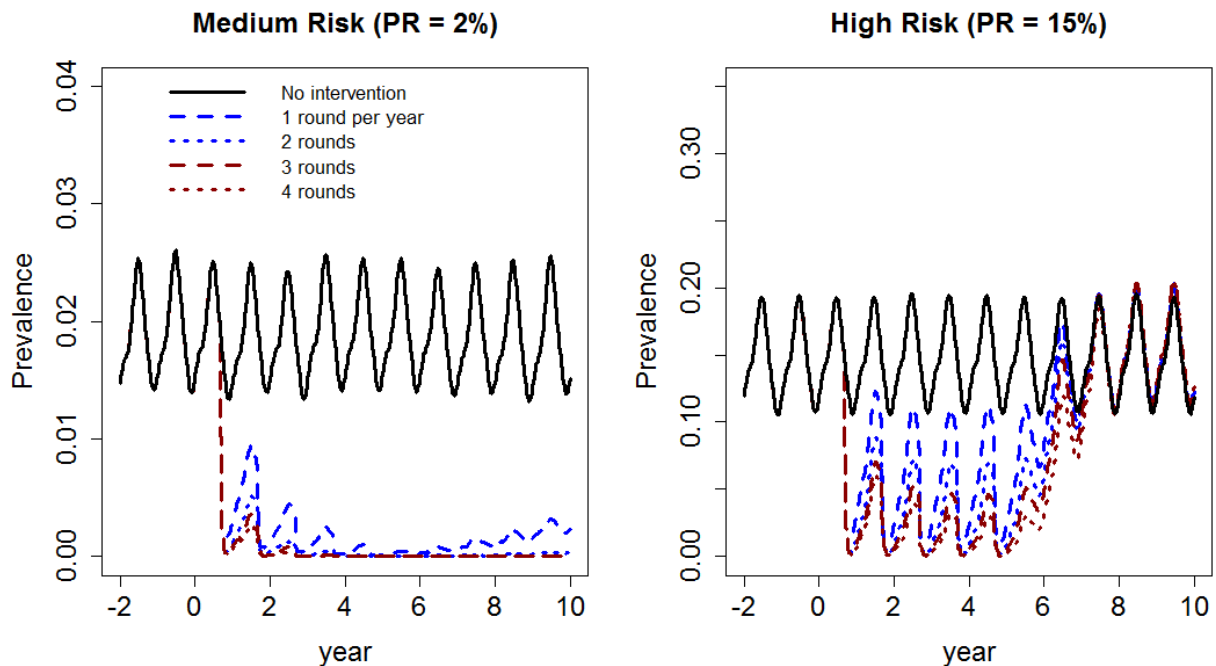 Medium Risk (PR = 2%)
No intervention
1 round per year
2 rounds
3 rounds
4 rounds
0.04
0.03
0.02
0.01
0.00
Prevalence
-2 0 2 4 6 8 10
year
High Risk (PR = 15%)
0.30
0.20
0.10
0.00
Prevalence
-2 0 2 4 6 8 10
year